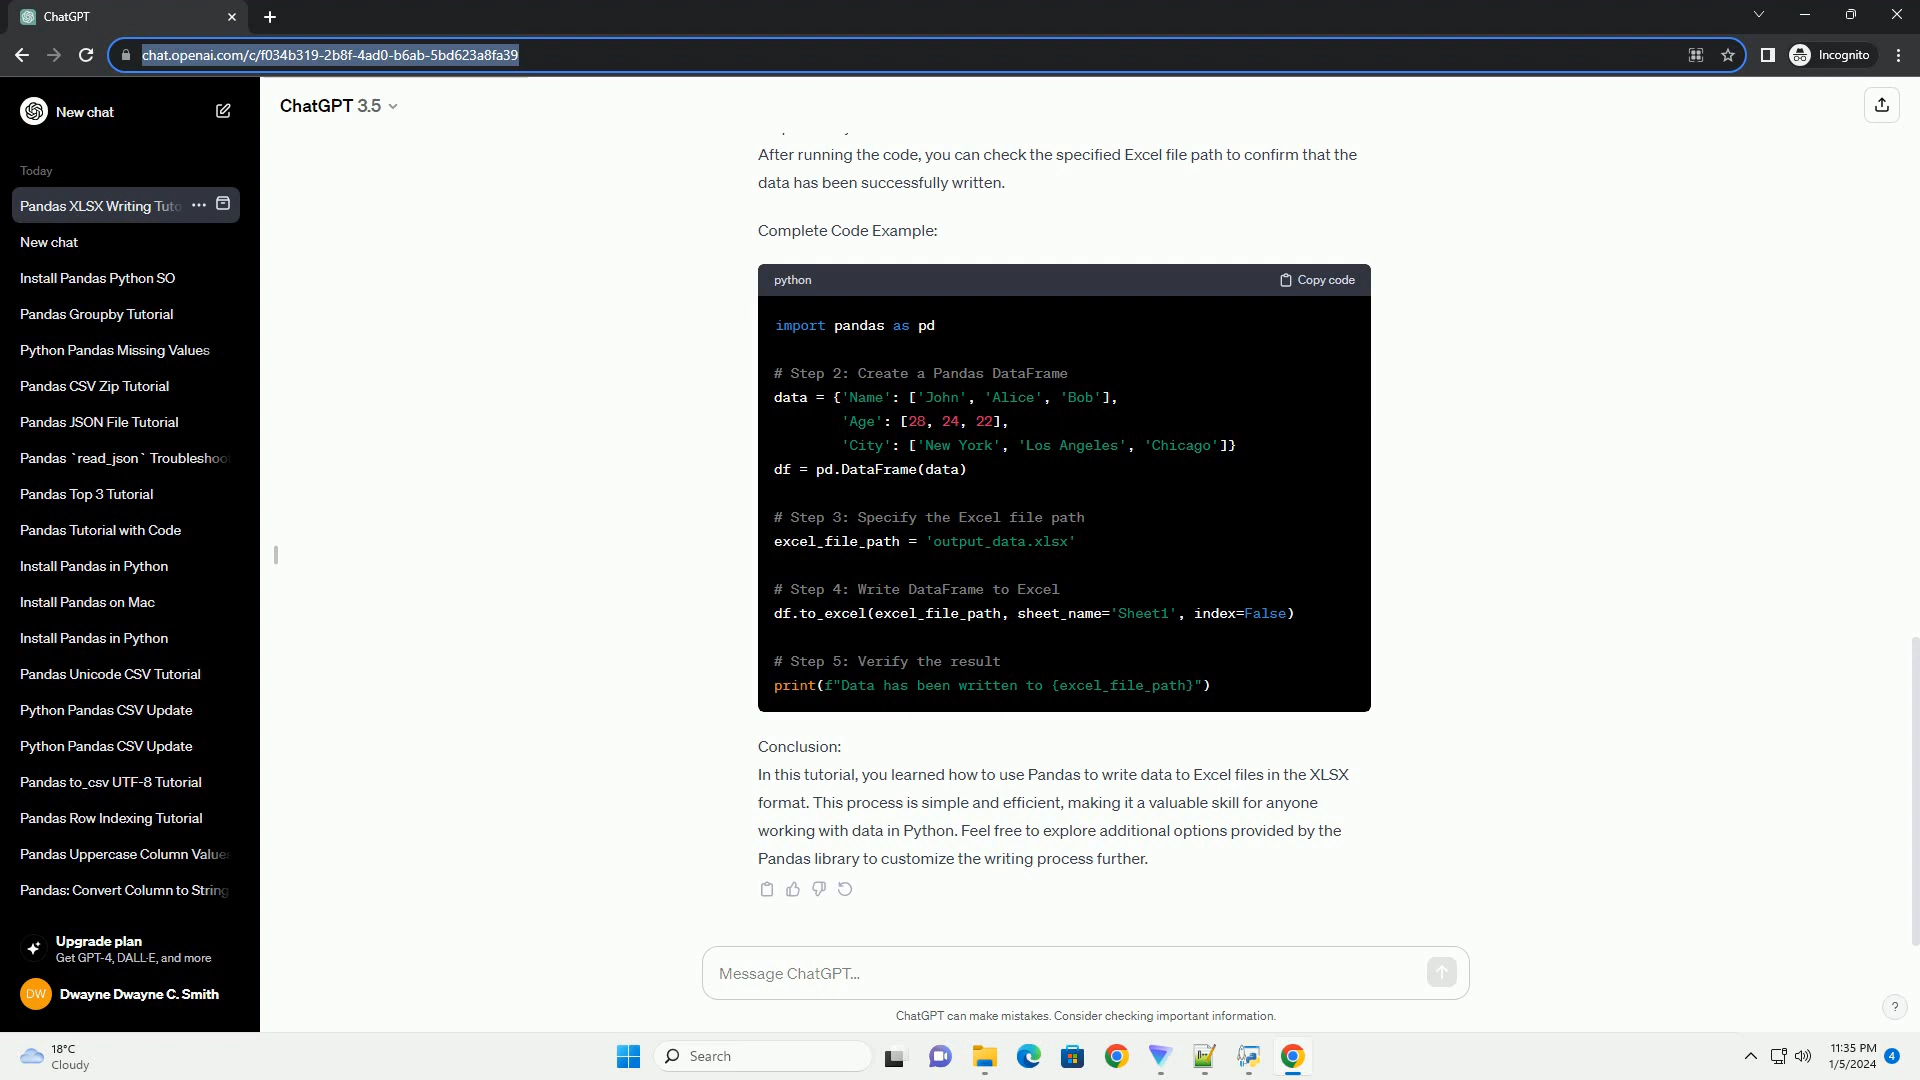 ChatGPT
chat.openai.com/c/f034b319-2b8f-4ad0-b6ab-5bd623a8fa39
Incognito
New chat
Today
Pandas XLSX Writing Tuto
New chat
Install Pandas Python SO
Pandas Groupby Tutorial
Python Pandas Missing Values
Pandas CSV Zip Tutorial
Pandas JSON File Tutorial
Pandas `read_json` Troubleshoo
Pandas Top 3 Tutorial
Pandas Tutorial with Code
Install Pandas in Python
Install Pandas on Mac
Install Pandas in Python
Pandas Unicode CSV Tutorial
Python Pandas CSV Update
Python Pandas CSV Update
Pandas to_csv UTF-8 Tutorial
Pandas Row Indexing Tutorial
Pandas Uppercase Column Value
Pandas: Convert Column to String
Upgrade plan
Get GPT-4, DALL·E, and more
DW Dwayne Dwayne C. Smith
ChatGPT 3.5
After running the code, you can check the specified Excel file path to confirm that the
data has been successfully written.
Complete Code Example:
python
Copy code
import pandas as pd
# Step 2: Create a Pandas DataFrame
data = {'Name': ['John', 'Alice', 'Bob'],
'Age': [28, 24, 22],
'City': ['New York', 'Los Angeles', 'Chicago']}
df = pd.DataFrame(data)
# Step 3: Specify the Excel file path
excel_file_path = 'output_data.xlsx'
# Step 4: Write DataFrame to Excel
df.to_excel(excel_file_path, sheet_name='Sheet1', index=False)
# Step 5: Verify the result
print(f"Data has been written to {excel_file_path}")
Conclusion:
In this tutorial, you learned how to use Pandas to write data to Excel files in the XLSX
format. This process is simple and efficient, making it a valuable skill for anyone
working with data in Python. Feel free to explore additional options provided by the
Pandas library to customize the writing process further.
Message ChatGPT...
ChatGPT can make mistakes. Consider checking important information.
?
18°C
Cloudy
Search
11:35 PM
1/5/2024
4